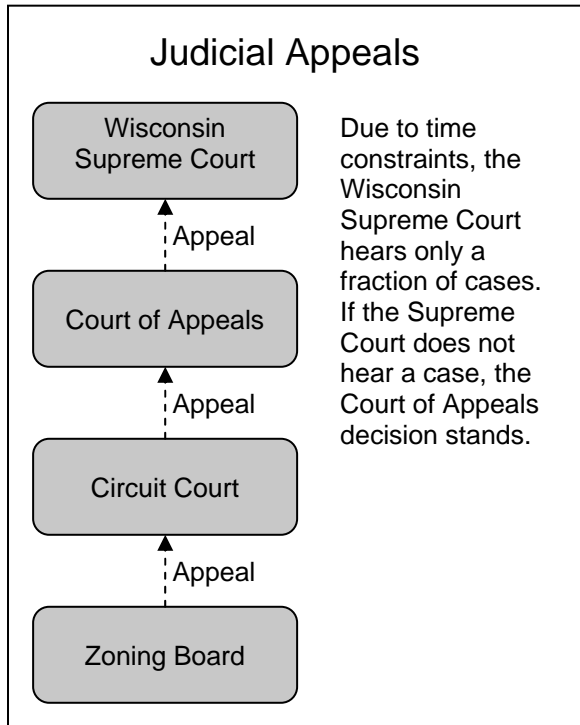 Judicial Appeals
Wisconsin
Supreme Court
Appeal
Court of Appeals
Appeal
Circuit Court
Appeal
Zoning Board
Due to time
constraints, the
Wisconsin
Supreme Court
hears only a
fraction of cases.
If the Supreme
Court does not
hear a case, the
Court of Appeals
decision stands.